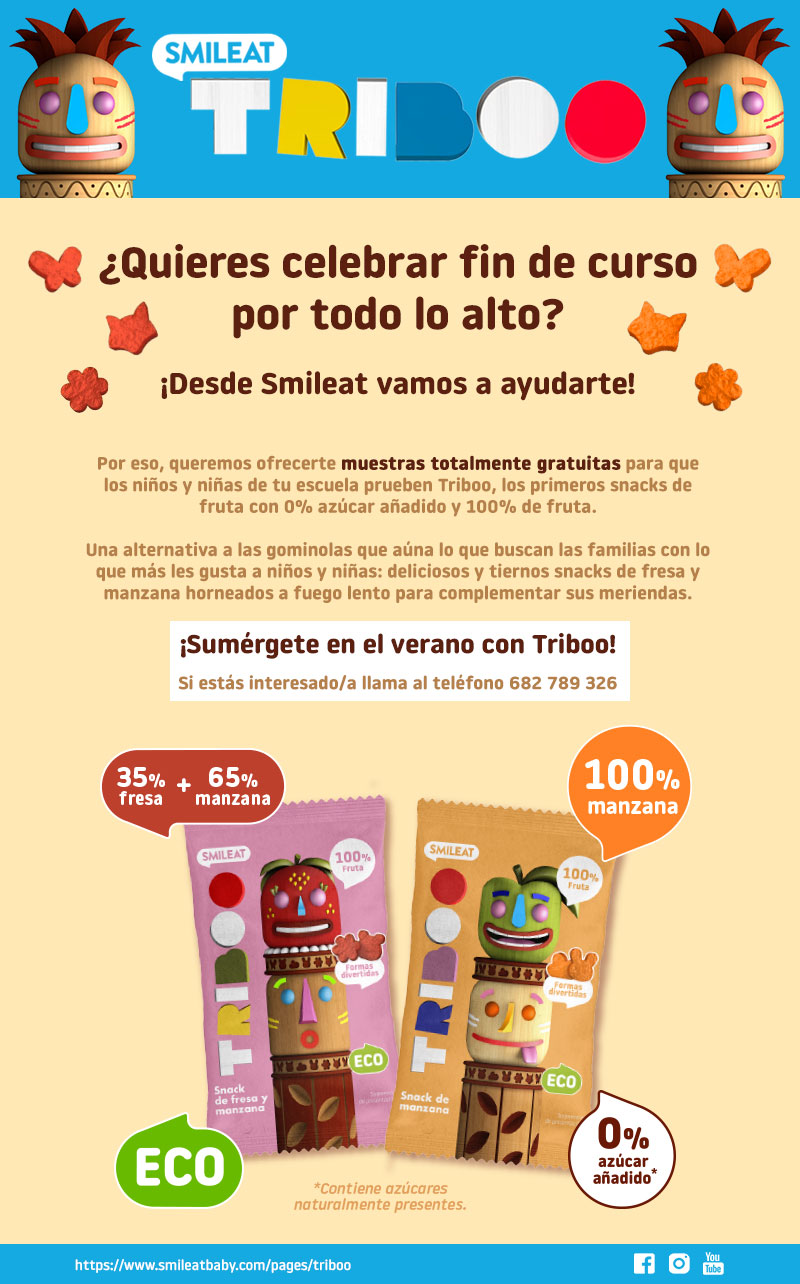 SMILEAT
TRIBOO
¿Quieres celebrar fin de curso
por todo lo alto?
¡Desde Smileat vamos a ayudarte!
Por eso, queremos ofrecerte muestras totalmente gratuitas para que
los niños y niñas de tu escuela prueben Triboo, los primeros snacks de
fruta con 0% azúcar añadido y 100% de fruta.
Una alternativa a las gominolas que aúna lo que buscan las familias con lo
que más les gusta a niños y niñas: deliciosos y tiernos snacks de fresa y
manzana horneados a fuego lento para complementar sus meriendas.
¡Sumérgete en el verano con Triboo!
Si estás interesado/a llama al teléfono 682 789 326
35% + 65%
fresa manzana
100%
manzana
SMILEAT
100%
Fruta
TRIBOO
Formas
divertidas
ECO
Snack
de fresa y
manzana
SMILEAT
100%
Fruta
TRIBOO
Formas
divertidas
ECO
Snack de
manzana
ECO
0%
azúcar
añadido*
*Contiene azúcares
naturalmente presentes.
https://www.smileatbaby.com/pages/triboo
You
Tube